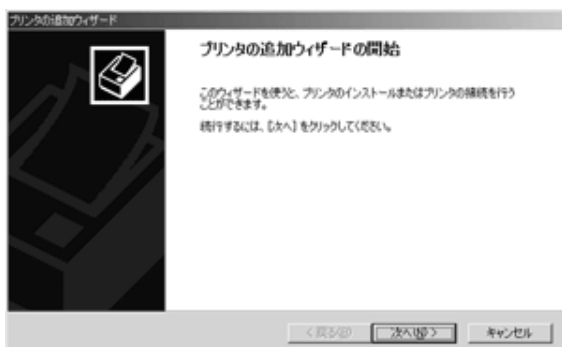 プリンタの追加ウィザード
プリンタの追加ウィザードの開始
このウィザードを使うと、プリンタのインストールまたはプリンタの接続を行う
ことができます。
続行するには、[次へ] をクリックしてください。
< 戻る(B)
次へ(N) >
キャンセル